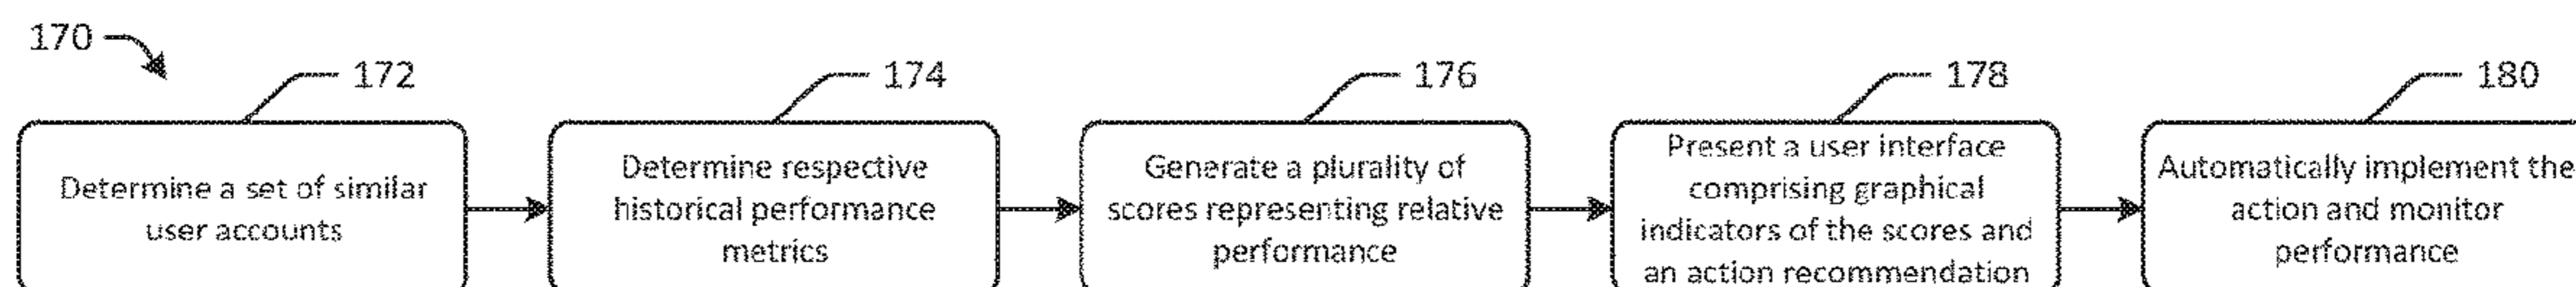 170
172
174
176
178
180
Determine a set of similar
user accounts
Determine respective
historical performance
metrics
Generate a plurality of
scores representing relative
performance
Present a user interface
comprising graphical
indicators of the scores and
an action recommendation
Automatically implement the
action and monitor
performance